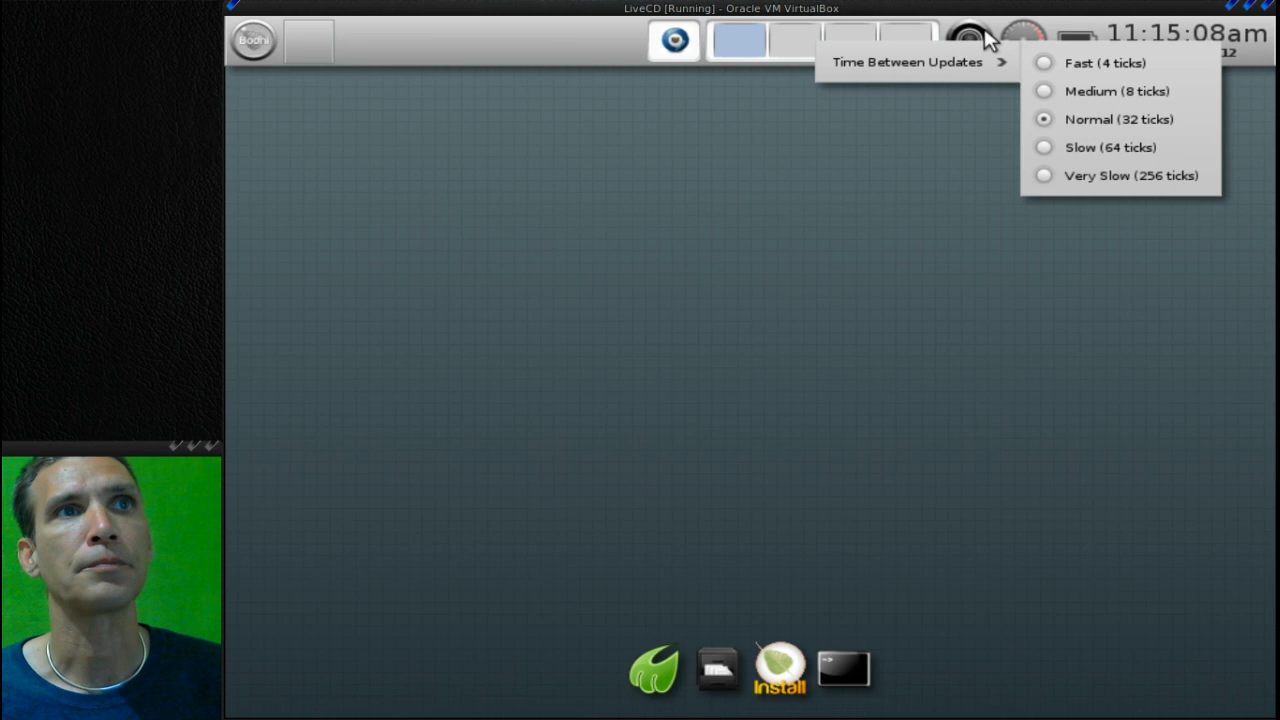 LiveCD [Running] - Oracle VM VirtualBox
Bodhi
11:15:08am
12
Time Between Updates
Fast (4 ticks)
Medium (8 ticks)
Normal (32 ticks)
Slow (64 ticks)
Very Slow (256 ticks)
Install